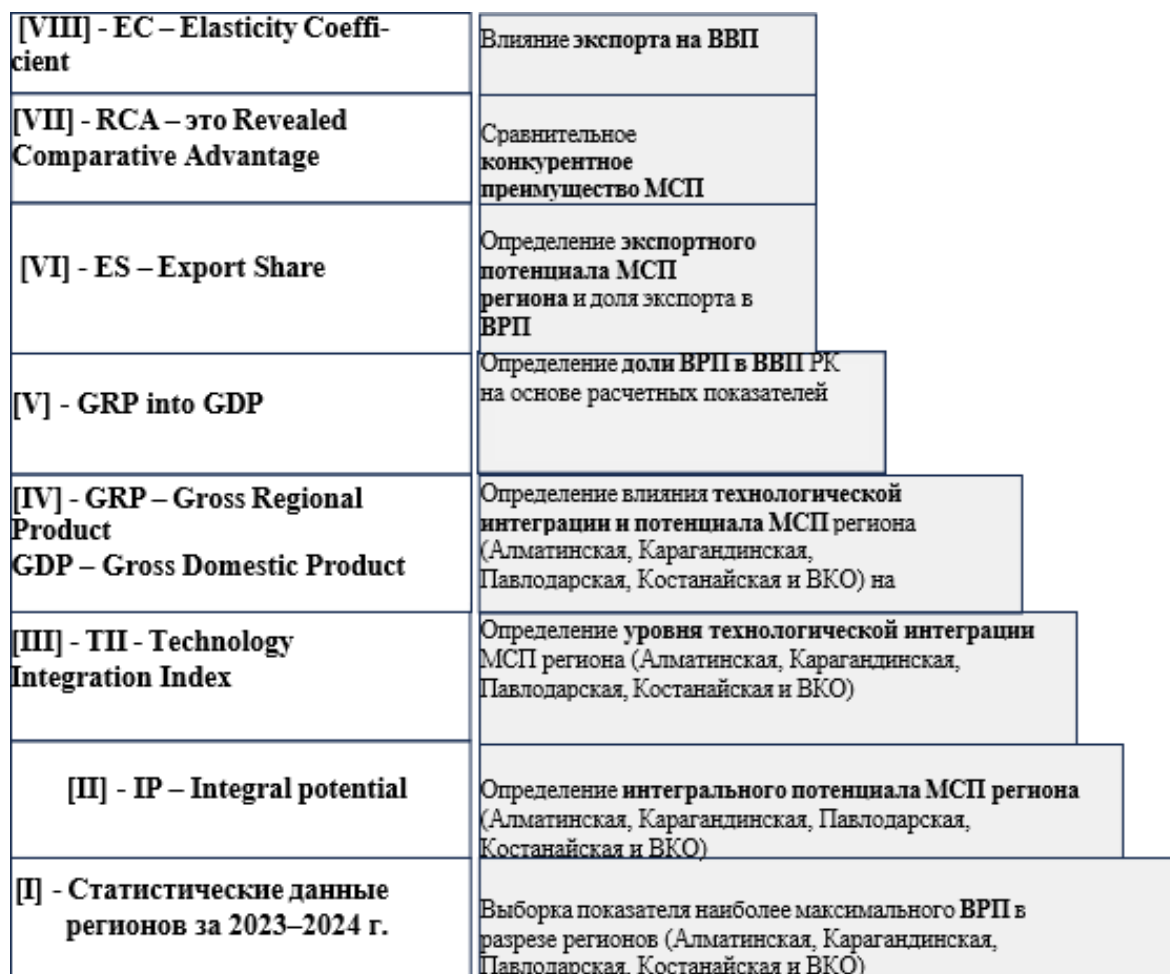 [VIII] - EC – Elasticity Coeffi-
cient
Влияние экспорта на ВВП
[VII] - RCA – это Revealed
Comparative Advantage
Сравнительное
конкурентное
преимущество МСП
[VI] - ES – Export Share
Определение экспортного
потенциала МСП
региона и доля экспорта в
ВРП
[V] - GRP into GDP
Определение доли ВРП в ВВП РК
на основе расчетных показателей
[IV] - GRP – Gross Regional
Product
GDP – Gross Domestic Product
Определение влияния технологической
интеграции и потенциала МСП региона
(Алматинская, Карагандинская,
Павлодарская, Костанайская и ВКО) на
[III] - TII - Technology
Integration Index
Определение уровня технологической интеграции
МСП региона (Алматинская, Карагандинская,
Павлодарская, Костанайская и ВКО)
[II] - IP – Integral potential
Определение интегрального потенциала МСП региона
(Алматинская, Карагандинская, Павлодарская,
Костанайская и ВКО)
[I] - Статистические данные
регионов за 2023–2024 г.
Выборка показателя наиболее максимального ВРП в
разрезе регионов (Алматинская, Карагандинская,
Павлодарская, Костанайская и ВКО)